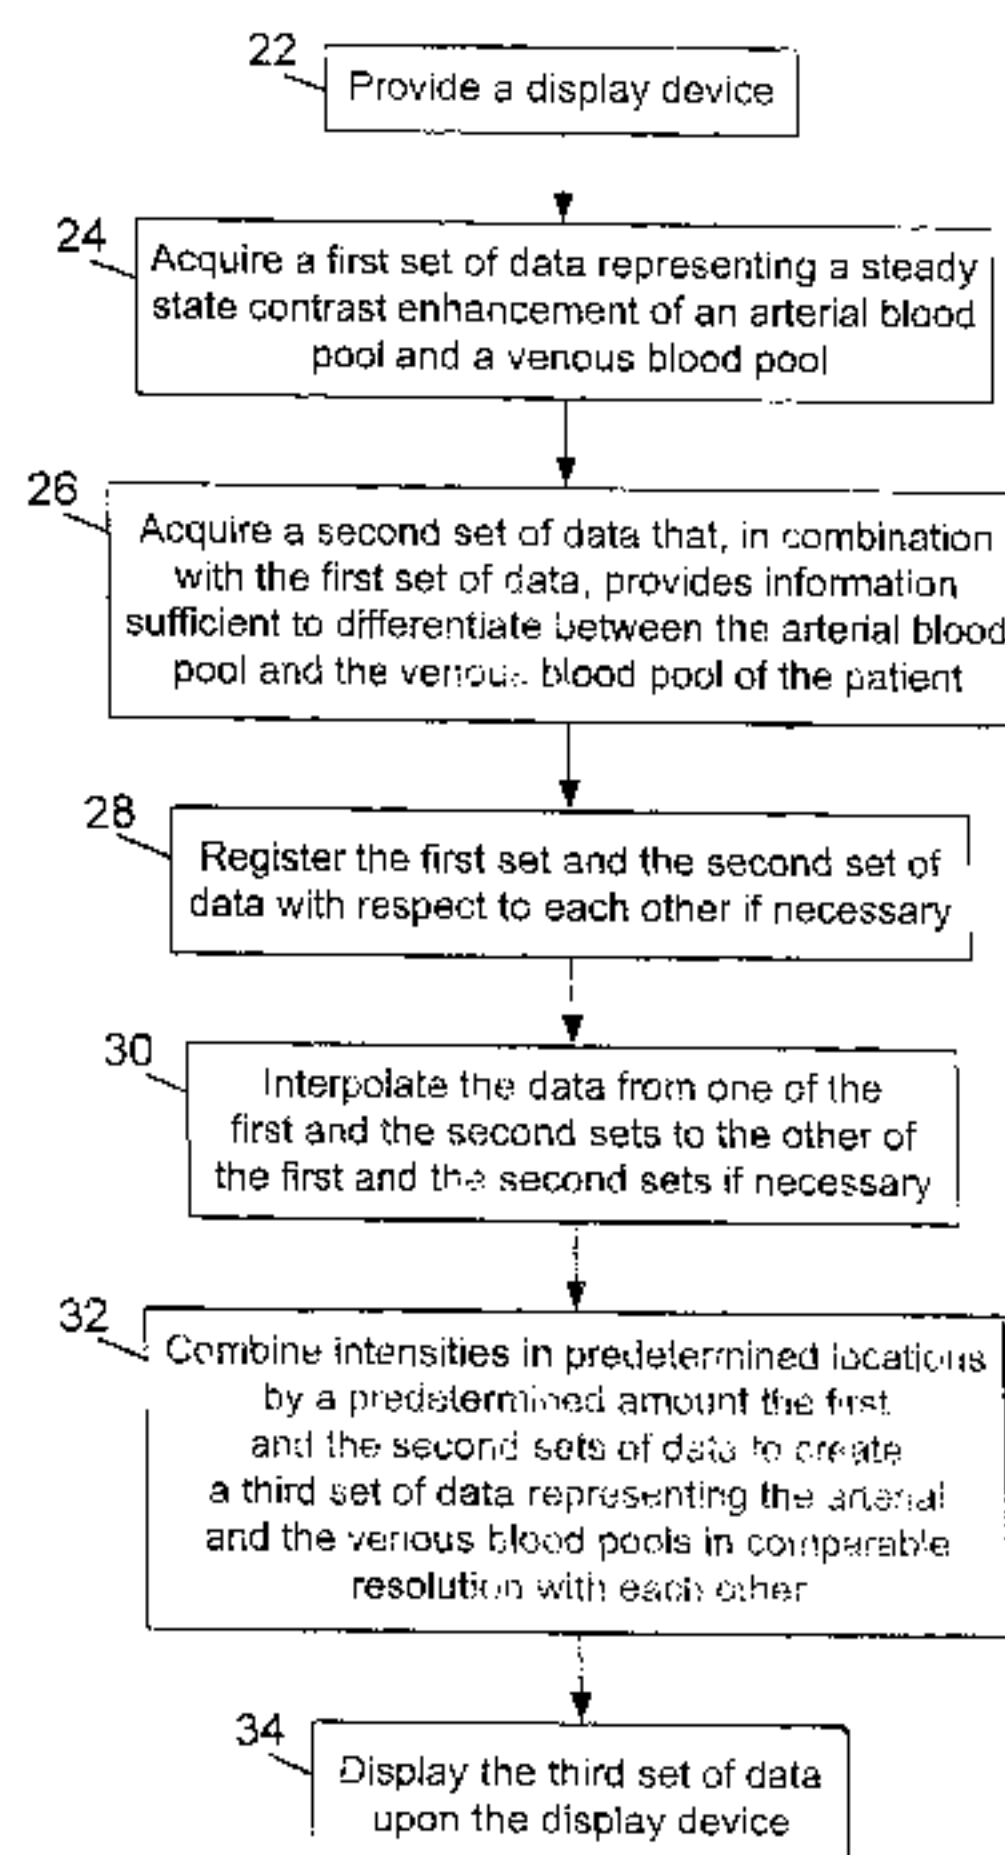 22
Provide a display device
24
Acquire a first set of data representing a steady
state contrast enhancement of an arterial blood
pool and a venous blood pool
26
Acquire a second set of data that, in combination
with the first set of data, provides information
sufficient to differentiate between the arterial blood
pool and the venous blood pool of the patient
28
Register the first set and the second set of
data with respect to each other if necessary
30
Interpolate the data from one of the
first and the second sets to the other of
the first and the second sets if necessary
32
Combine intensities in predetermined locations
by a predetermined amount the first
and the second sets of data to create
a third set of data representing the arterial
and the venous blood pools in comparable
resolution with each other
34
Display the third set of data
upon the display device